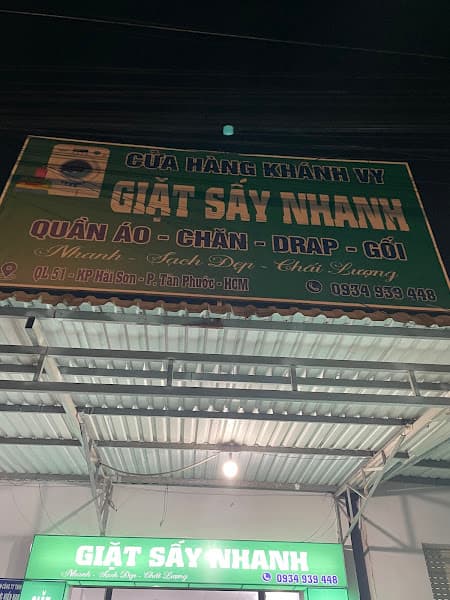 CỬA HÀNG KHÁNH VY
GIẶT SẤY NHANH
QUẦN ÁO - CHĂN - DRAP - GỐI
Nhanh - Sạch Đẹp - Chất Lượng
QL 51 - KP Hải Sơn - P. Tân Phước - HCM
0934 939 448
GIẶT SẤY NHANH
Nhanh - Sạch Đẹp - Chất Lượng
0934 939 448